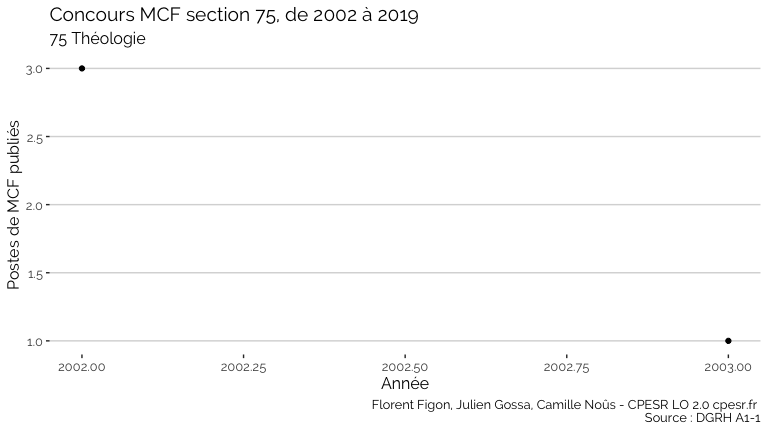 Concours MCF section 75, de 2002 à 2019
75 Théologie
Postes de MCF publiés
3.0
2.5
2.0
1.5
1.0
2002.00 2002.25 2002.50 2002.75 2003.00
Année
Florent Figon, Julien Gossa, Camille Noûs - CPESR LO 2.0 cpesr.fr
Source : DGRH A1-1